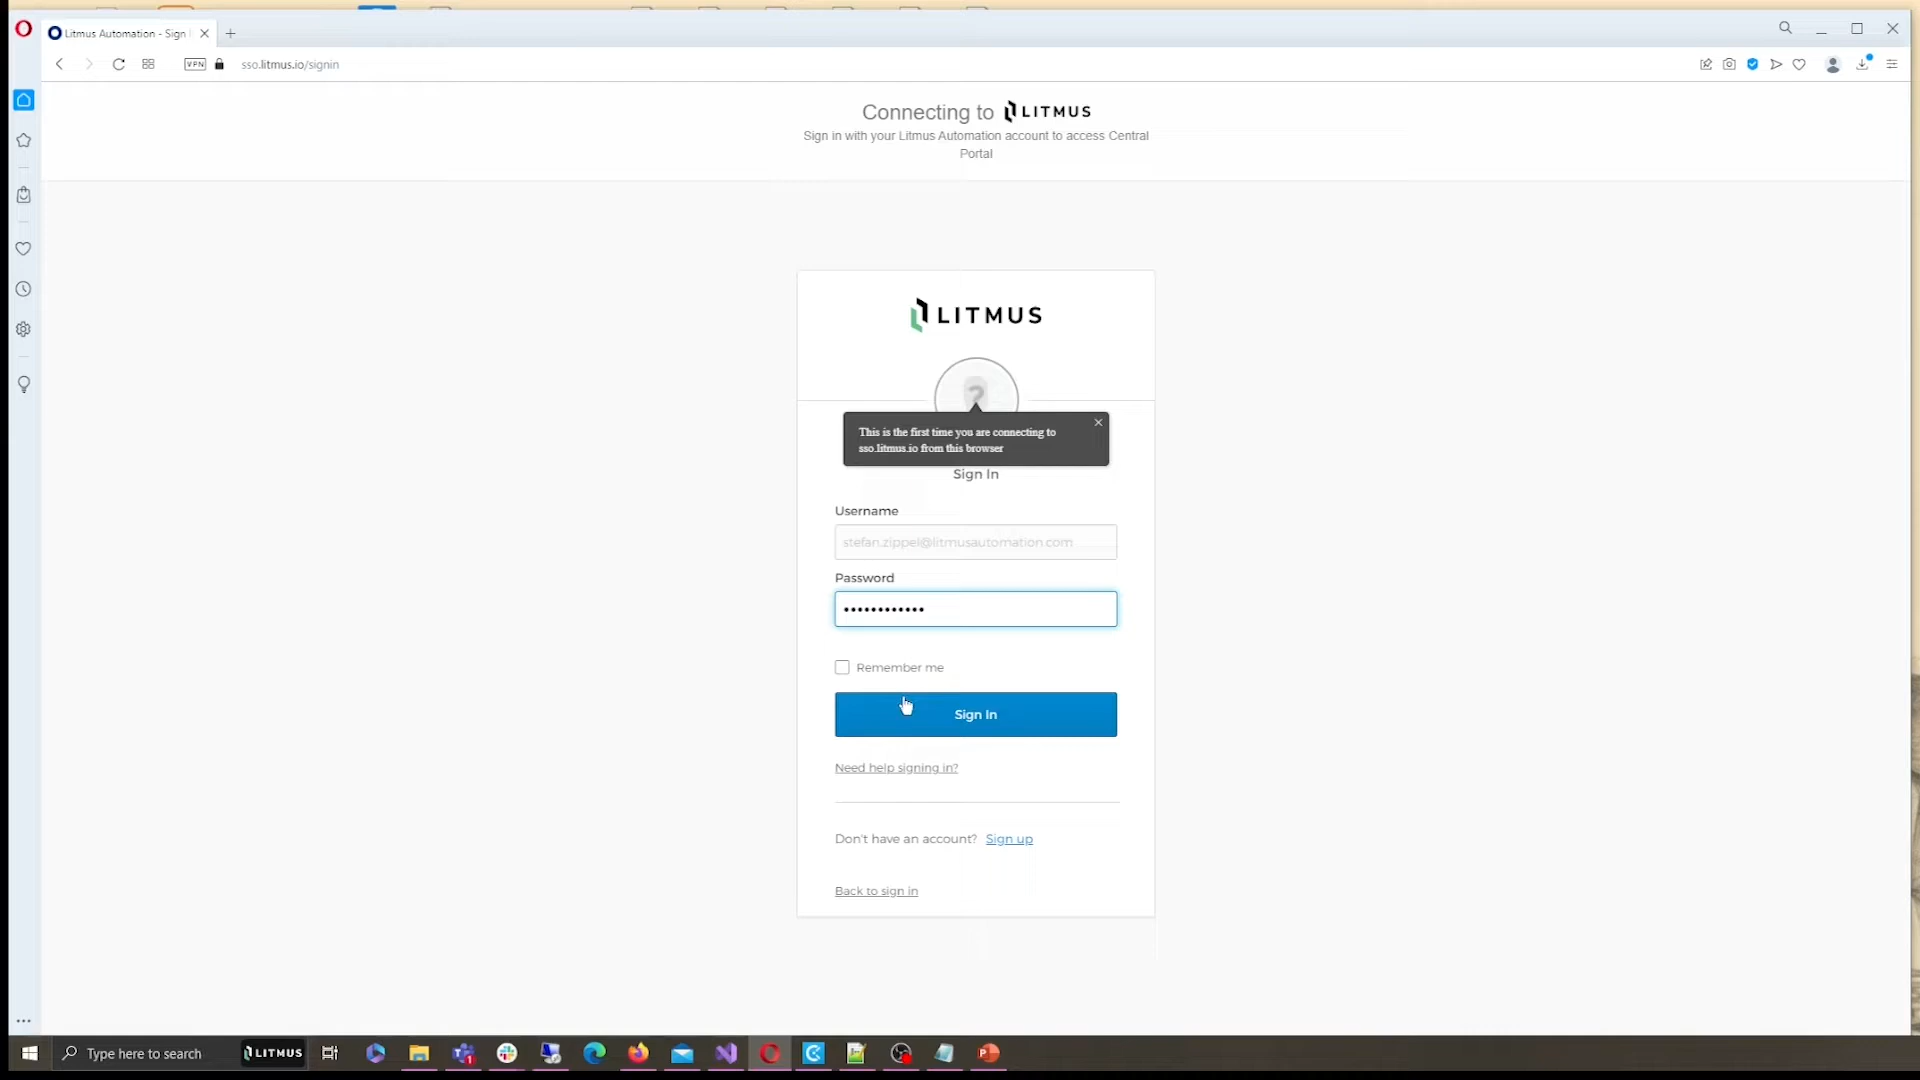 Litmus Automation - Sign
VPN
sso.litmus.io/signin
Connecting to LITMUS
Sign in with your Litmus Automation account to access Central
Portal
LITMUS
?
This is the first time you are connecting to
sso.litmus.io from this browser
Sign In
Username
stefan.zippel@litmusautomation.com
Password
Remember me
Sign In
Need help signing in?
Don't have an account? Sign up
Back to sign in
Type here to search
LITMUS